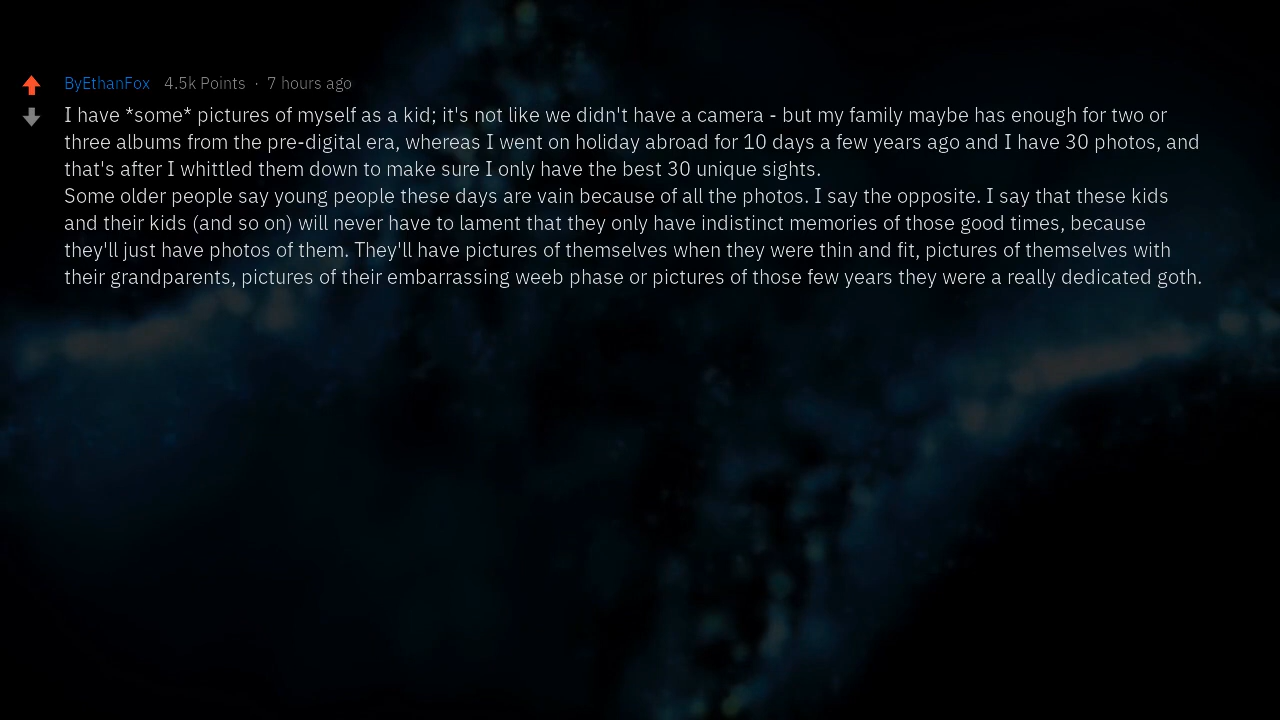 ByEthanFox 4.5k Points · 7 hours ago
I have *some* pictures of myself as a kid; it's not like we didn't have a camera - but my family maybe has enough for two or
three albums from the pre-digital era, whereas I went on holiday abroad for 10 days a few years ago and I have 30 photos, and
that's after I whittled them down to make sure I only have the best 30 unique sights.
Some older people say young people these days are vain because of all the photos. I say the opposite. I say that these kids
and their kids (and so on) will never have to lament that they only have indistinct memories of those good times, because
they'll just have photos of them. They'll have pictures of themselves when they were thin and fit, pictures of themselves with
their grandparents, pictures of their embarrassing weeb phase or pictures of those few years they were a really dedicated goth.